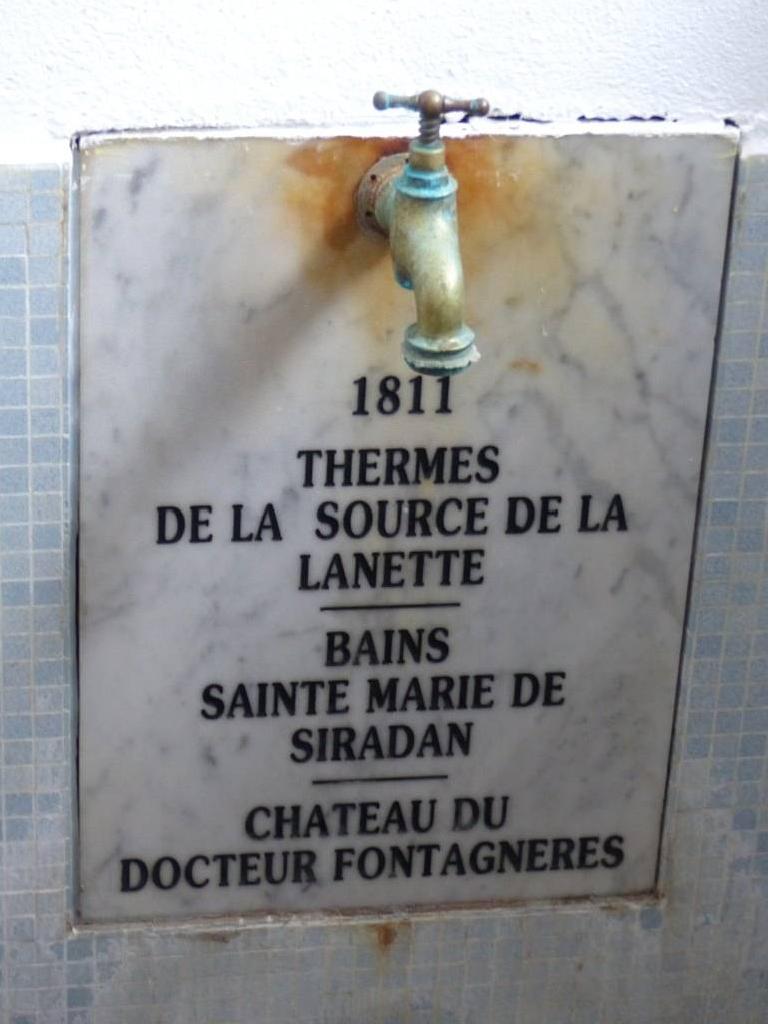 1811
THERMES
DE LA SOURCE DE LA
LANETTE
BAINS
SAINTE MARIE DE
SIRADAN
CHATEAU DU
DOCTEUR FONTAGNERES